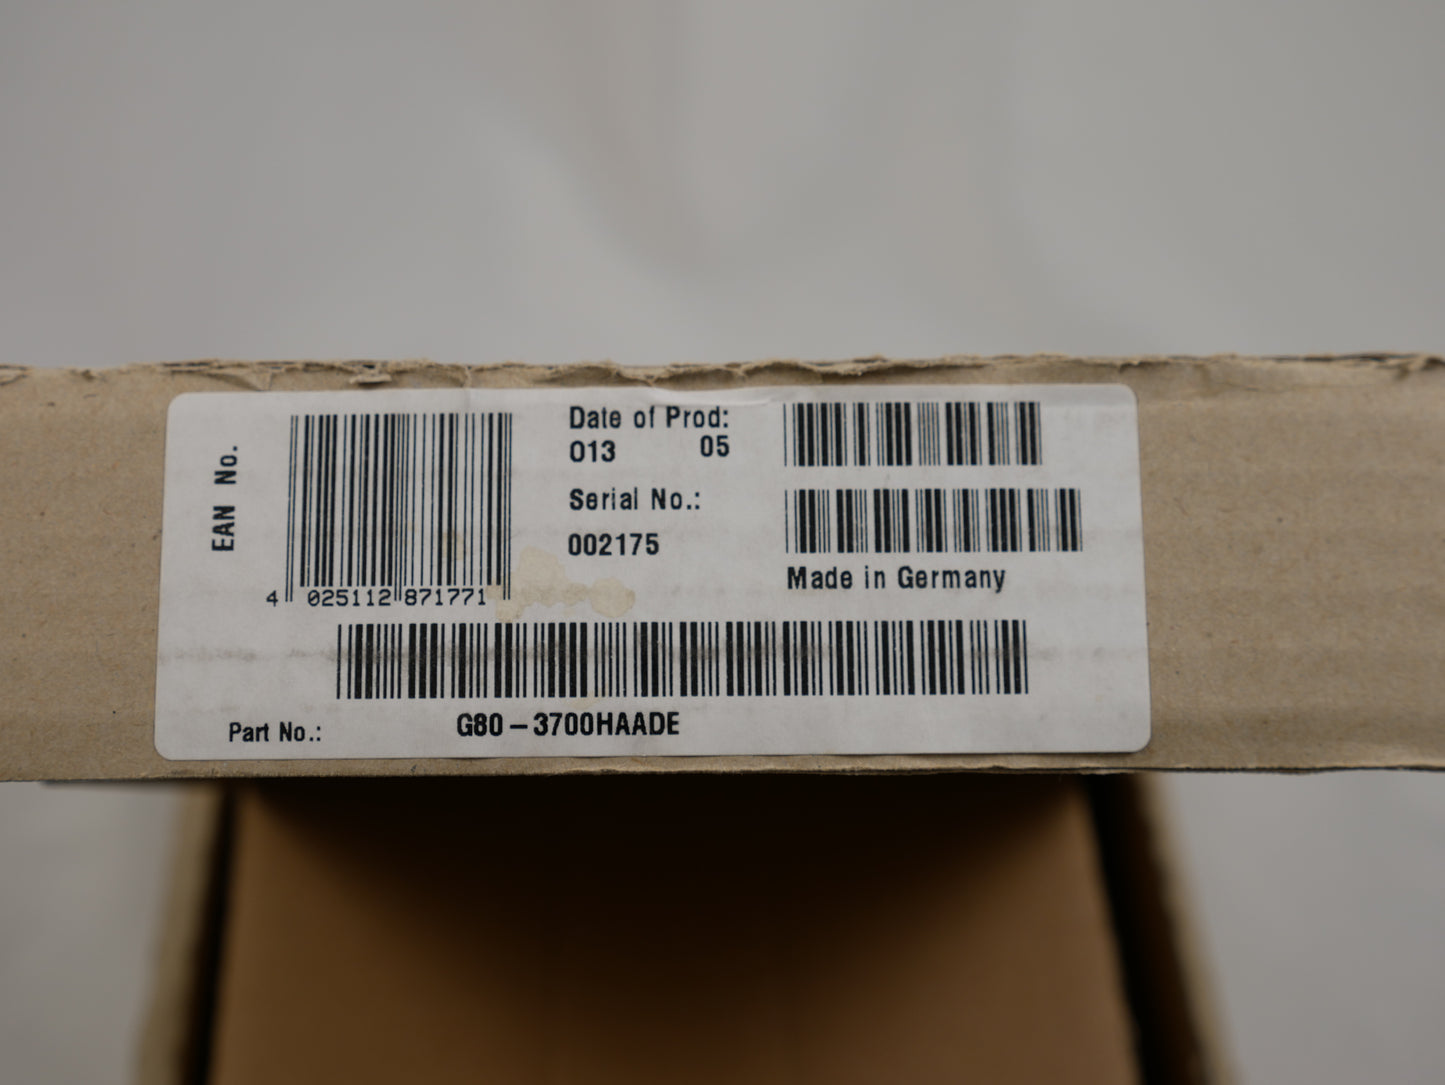 EAN No.
4 025112 871771
Date of Prod:
013 05
Serial No.:
002175
Made in Germany
Part No.: G80-3700HAADE